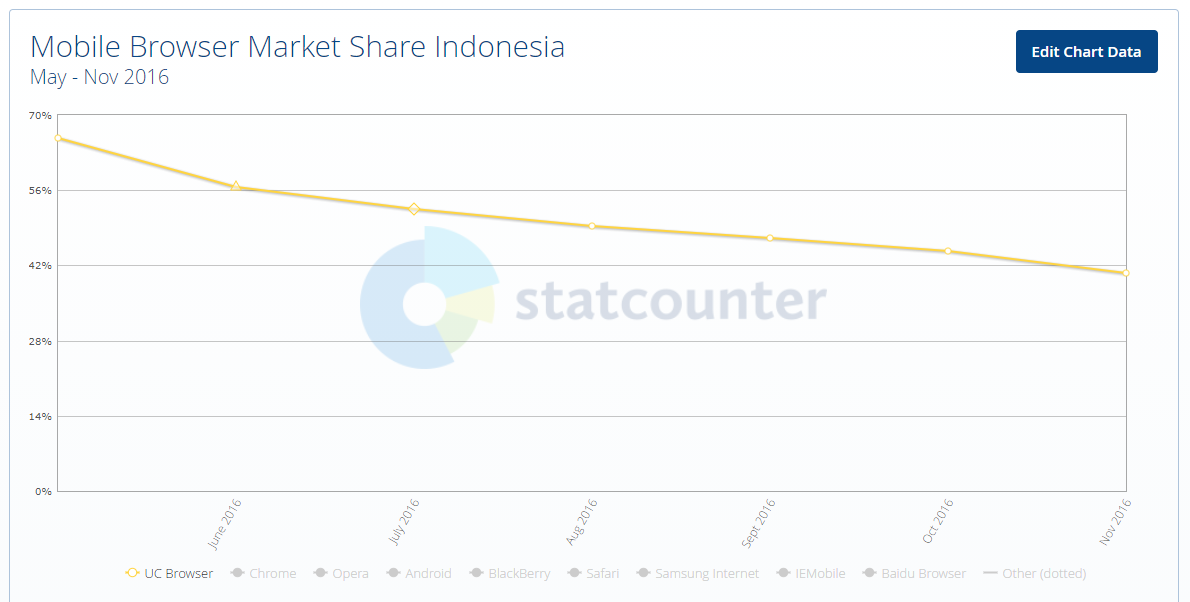 Mobile Browser Market Share Indonesia
May - Nov 2016
Edit Chart Data
70%
56%
42%
28%
14%
0%
statcounter
June 2016
July 2016
Aug 2016
Sept 2016
Oct 2016
Nov 2016
UC Browser Chrome Opera Android BlackBerry Safari Samsung Internet IEMobile Baidu Browser Other (dotted)